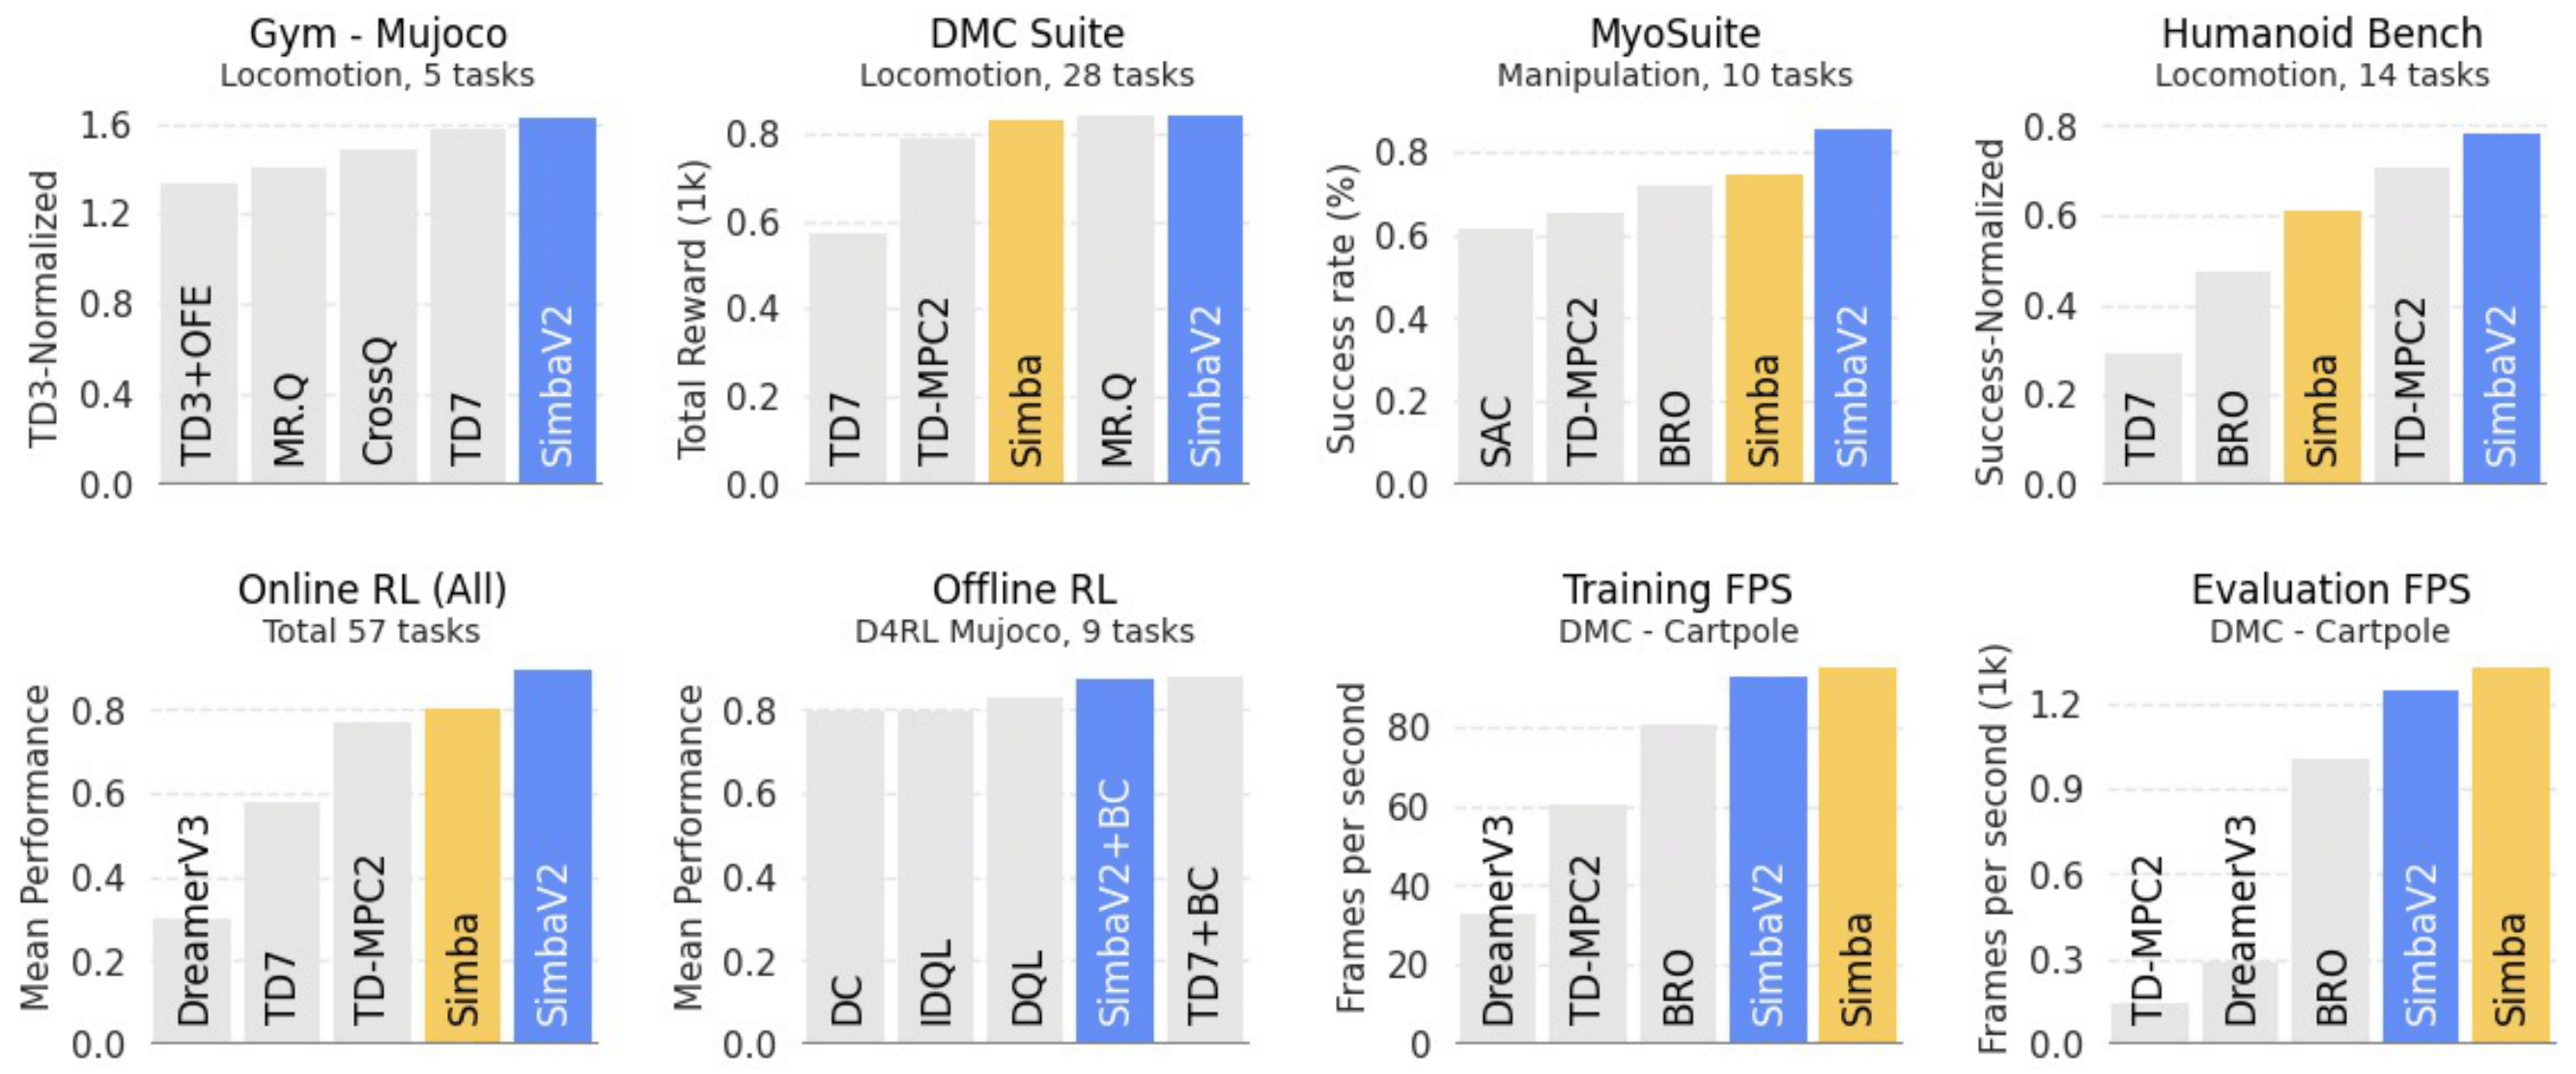 Gym - Mujoco
Locomotion, 5 tasks
TD3-Normalized
1.6
1.2
0.8
0.4
0.0
TD3+OFE
MR.Q
CrossQ
TD7
SimbaV2
DMC Suite
Locomotion, 28 tasks
Total Reward (1k)
0.8
0.6
0.4
0.2
0.0
TD7
TD-MPC2
Simba
MR.Q
SimbaV2
MyoSuite
Manipulation, 10 tasks
Success rate (%)
0.8
0.6
0.4
0.2
0.0
SAC
TD-MPC2
BRO
Simba
SimbaV2
Humanoid Bench
Locomotion, 14 tasks
Success-Normalized
0.8
0.6
0.4
0.2
0.0
TD7
BRO
Simba
TD-MPC2
SimbaV2
Online RL (All)
Total 57 tasks
Mean Performance
0.8
0.6
0.4
0.2
0.0
DreamerV3
TD7
TD-MPC2
Simba
SimbaV2
Offline RL
D4RL Mujoco, 9 tasks
Mean Performance
0.8
0.6
0.4
0.2
0.0
DC
IDQL
DQL
SimbaV2+BC
TD7+BC
Training FPS
DMC - Cartpole
Frames per second
80
60
40
20
0
DreamerV3
TD-MPC2
BRO
SimbaV2
Simba
Evaluation FPS
DMC - Cartpole
Frames per second (1k)
1.2
0.9
0.6
0.3
0.0
TD-MPC2
DreamerV3
BRO
SimbaV2
Simba